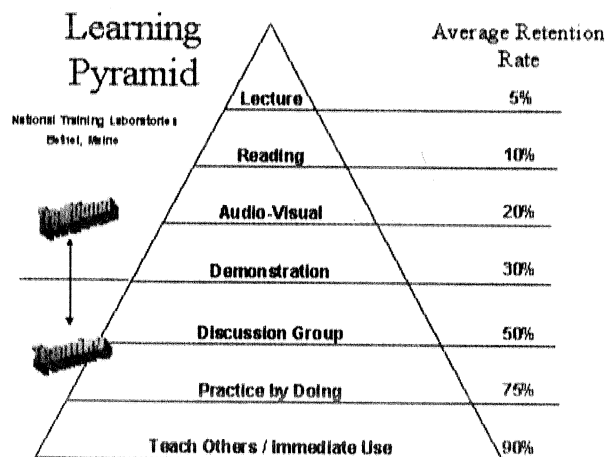 Learning
Pyramid
Average Retention
Rate
National Training Laboratories
Bethel, Maine
Lecture 5%
Reading 10%
Audio-Visual 20%
Demonstration 30%
Discussion Group 50%
Practice by Doing 75%
Teach Others / Immediate Use 90%